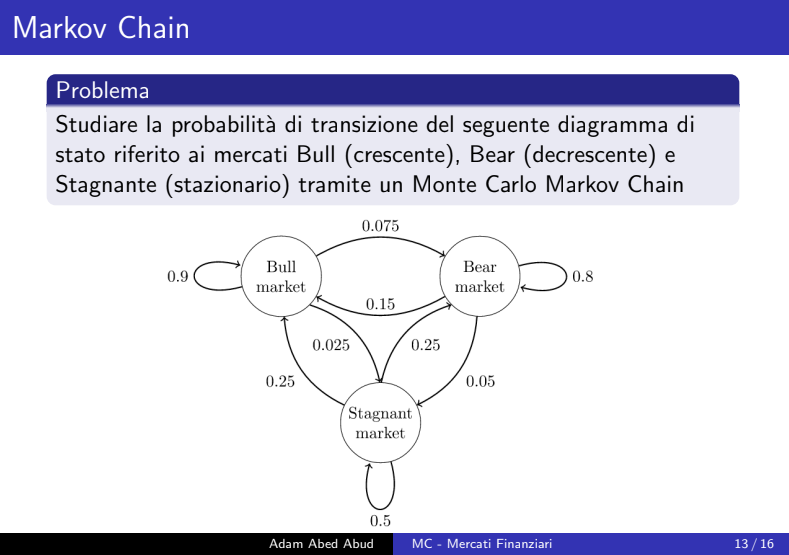 Markov Chain
Problema
Studiare la probabilità di transizione del seguente diagramma di
stato riferito ai mercati Bull (crescente), Bear (decrescente) e
Stagnante (stazionario) tramite un Monte Carlo Markov Chain
0.075
0.9
Bull
market
Bear
market
0.8
0.15
0.025
0.25
0.25
0.05
Stagnant
market
0.5
Adam Abed Abud
MC - Mercati Finanziari
13 / 16